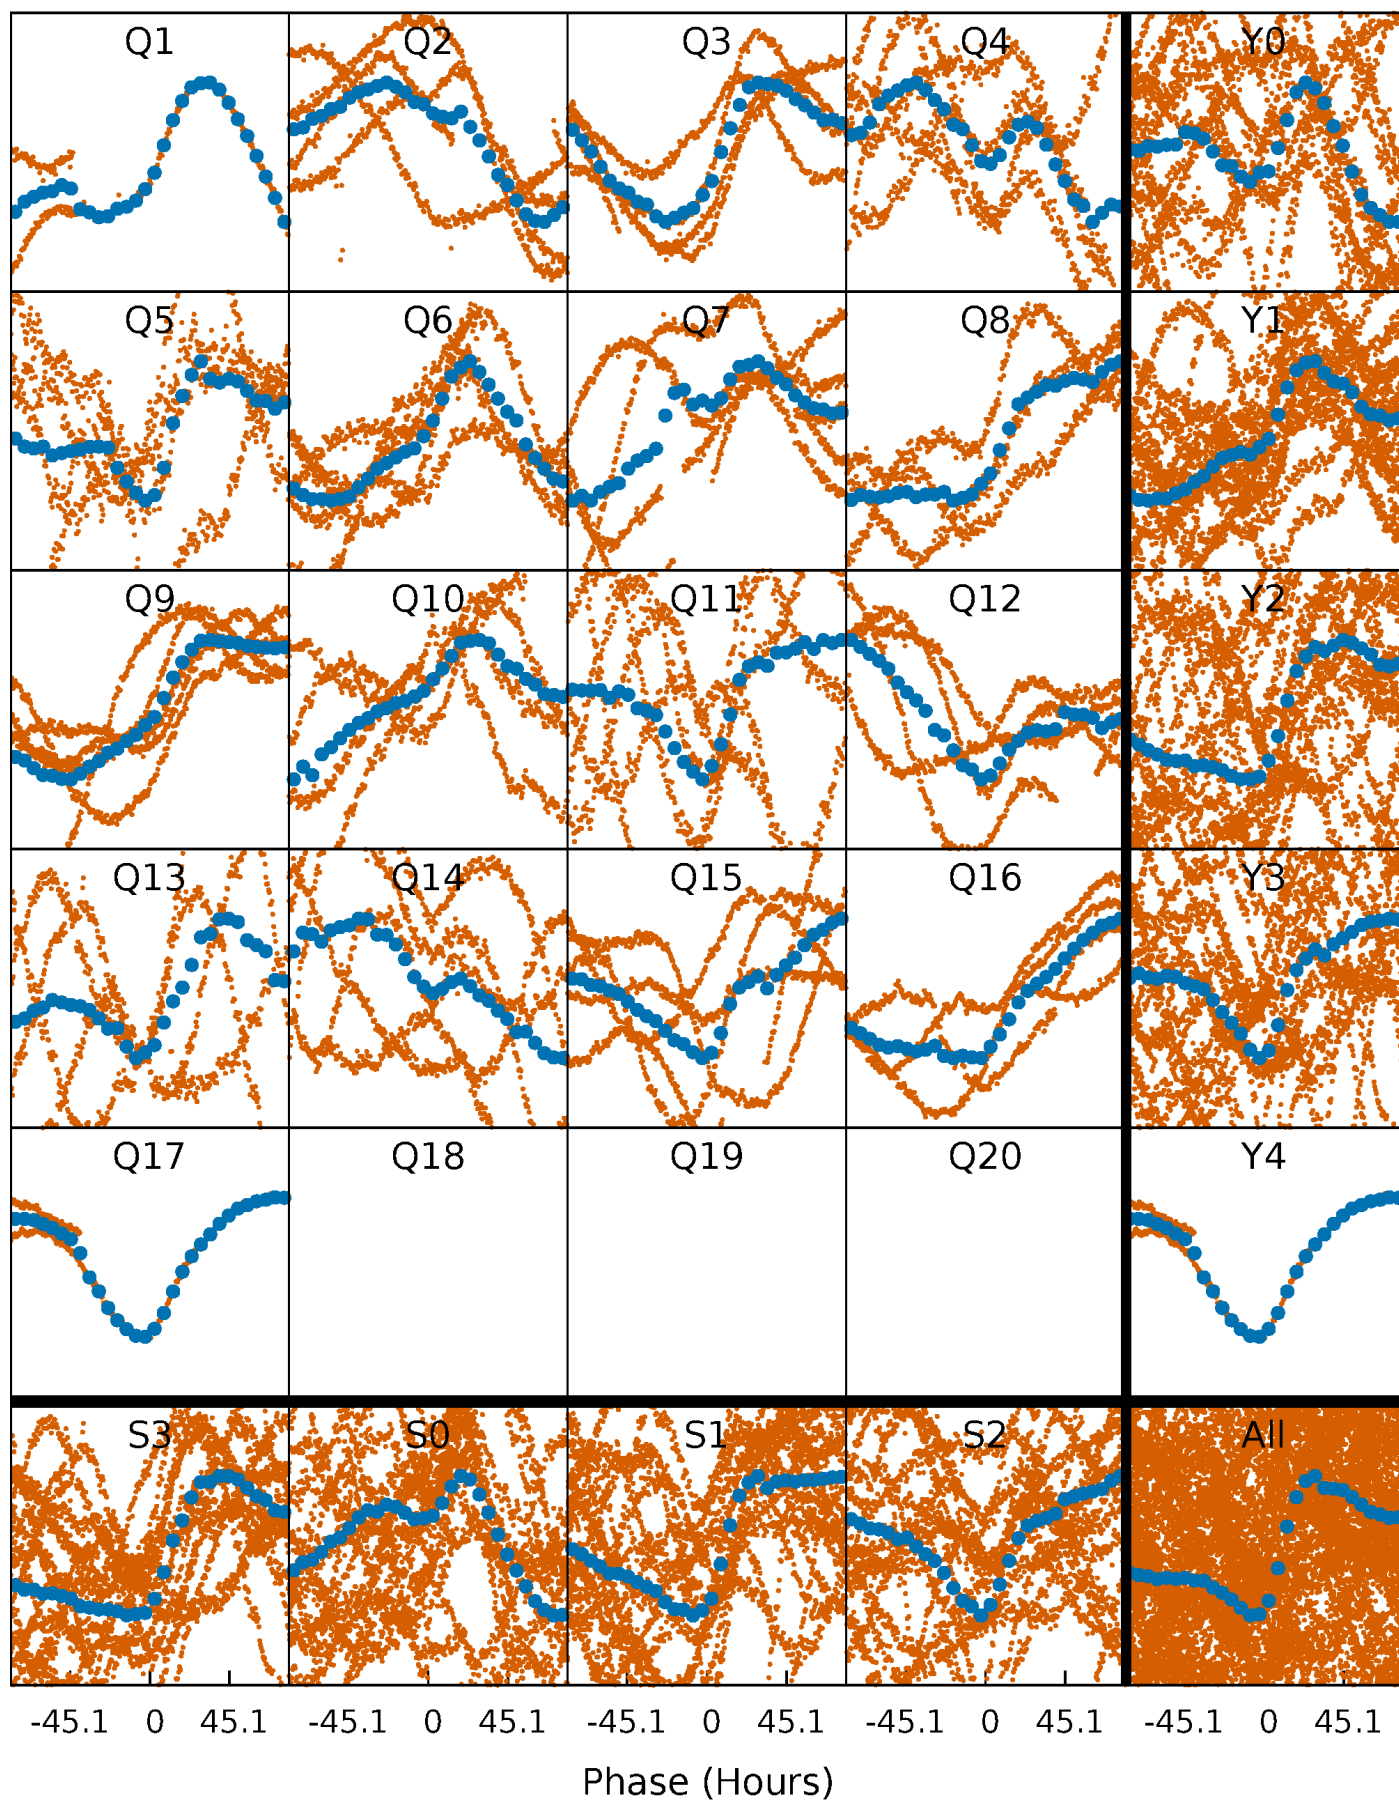 Q1 Q2 Q3 Q4 Y0
Q5 Q6 Q7 Q8 Y1
Q9 Q10 Q11 Q12 Y2
Q13 Q14 Q15 Q16 Y3
Q17 Q18 Q19 Q20 Y4
S3 S0 S1 S2 All
-45.1 0 45.1 -45.1 0 45.1 -45.1 0 45.1 -45.1 0 45.1 -45.1 0 45.1
Phase (Hours)